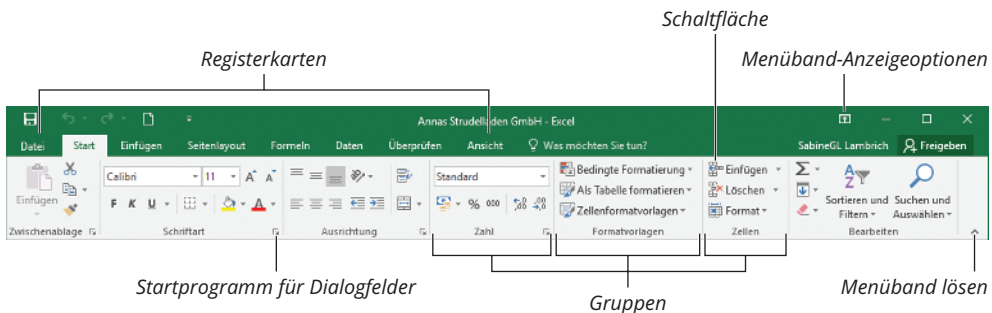 Schaltfläche
Registerkarten
Menüband-Anzeigeoptionen
Annas Strudelladen GmbH - Excel
Datei Start Einfügen Seitenlayout Formeln Daten Überprüfen Ansicht Was möchten Sie tun? SabineGL Lambrich Freigeben
Calibri 11 Standard Bedingte Formatierung Einfügen
Als Tabelle formatieren Löschen
Einfügen F K U % 000 Zellenformatvorlagen Format
Sortieren und Suchen und
Filtern Auswählen
Zwischenablage Schriftart Ausrichtung Zahl Formatvorlagen Zellen Bearbeiten
Startprogramm für Dialogfelder
Gruppen
Menüband lösen